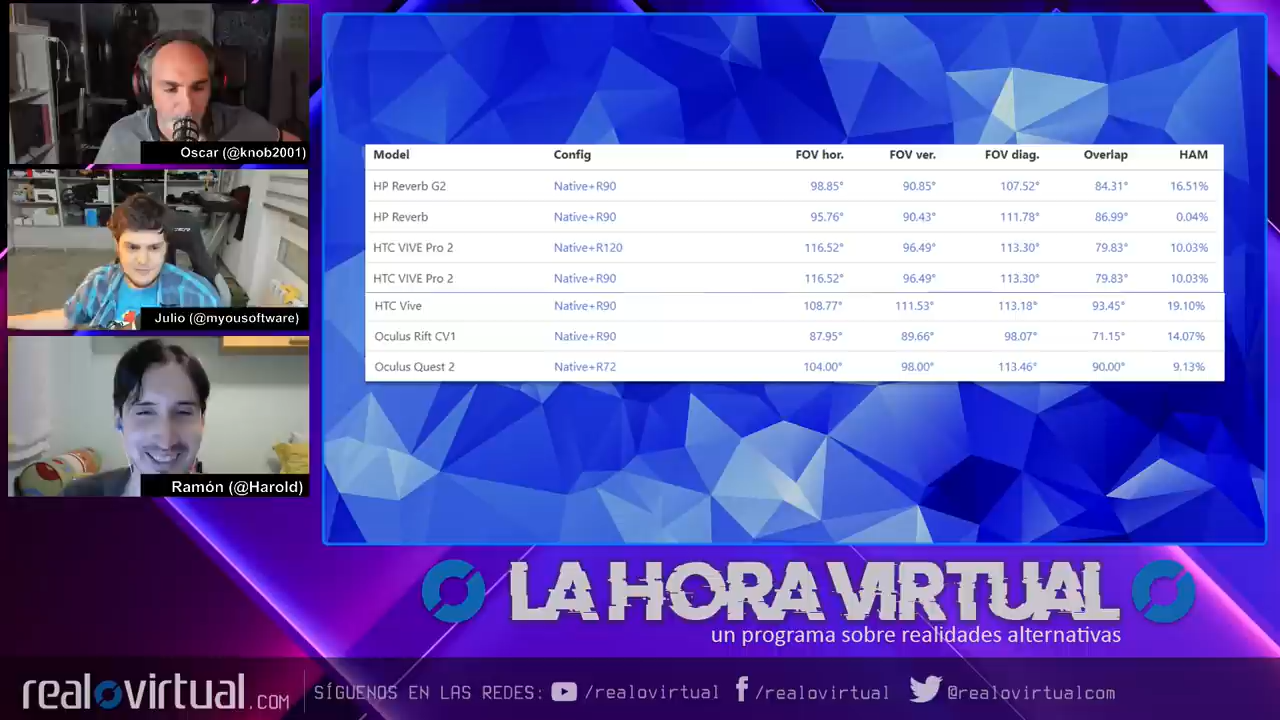 Oscar (@knob2001)
Julio (@myousoftware)
Ramón (@Harold)
Model Config FOV hor. FOV ver. FOV diag. Overlap HAM
HP Reverb G2 Native+R90 98.85° 90.85° 107.52° 84.31° 16.51%
HP Reverb Native+R90 95.76° 90.43° 111.78° 86.99° 0.04%
HTC VIVE Pro 2 Native+R120 116.52° 96.49° 113.30° 79.83° 10.03%
HTC VIVE Pro 2 Native+R90 116.52° 96.49° 113.30° 79.83° 10.03%
HTC Vive Native+R90 108.77° 111.53° 113.18° 93.45° 19.10%
Oculus Rift CV1 Native+R90 87.95° 89.66° 98.07° 71.15° 14.07%
Oculus Quest 2 Native+R72 104.00° 98.00° 113.46° 90.00° 9.13%
LA HORA VIRTUAL
un programa sobre realidades alternativas
realovirtual.com SÍGUENOS EN LAS REDES: /realovirtual /realovirtual @realovirtualcom